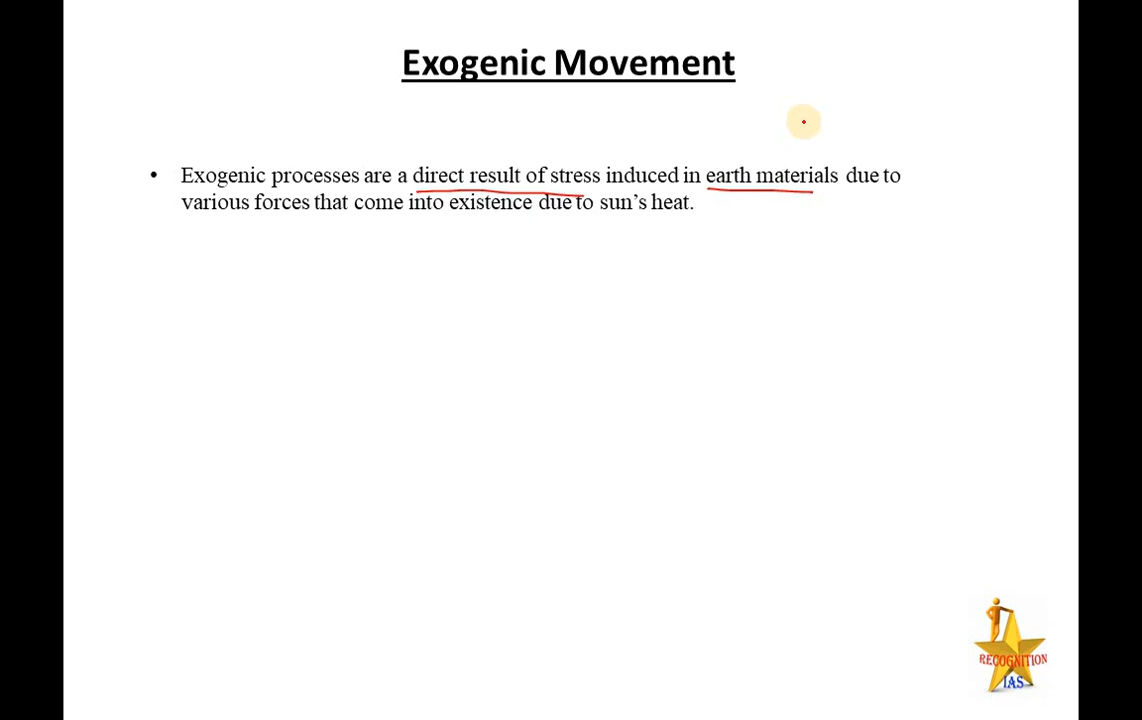 Exogenic Movement
• Exogenic processes are a direct result of stress induced in earth materials due to
various forces that come into existence due to sun’s heat.
RECOGNITION
IAS